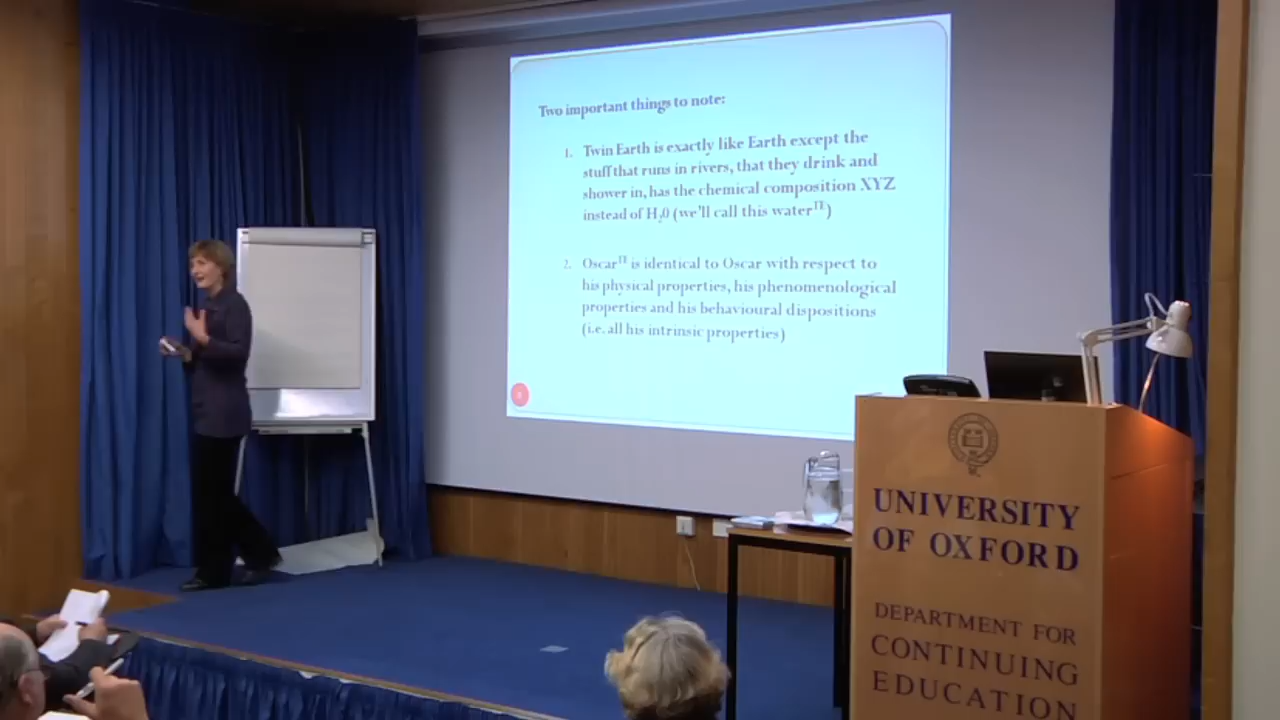 Two important things to note:
1. Twin Earth is exactly like Earth except the
stuff that runs in rivers, that they drink and
shower in, has the chemical composition XYZ
instead of H₂0 (we'll call this waterᵀᴱ)
2. Oscarᵀᴱ is identical to Oscar with respect to
his physical properties, his phenomenological
properties and his behavioural dispositions
(i.e. all his intrinsic properties)
UNIVERSITY
OF OXFORD
DEPARTMENT FOR
CONTINUING
EDUCATION